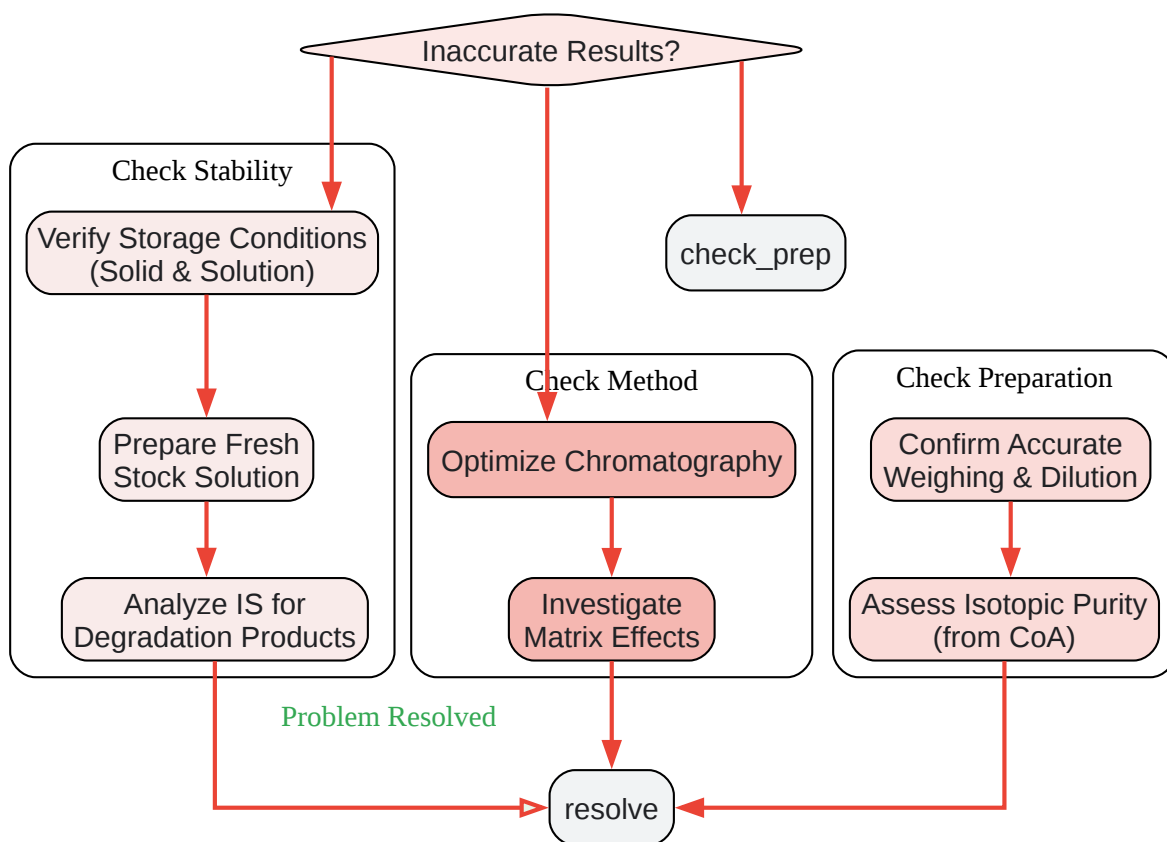 Inaccurate Results?
Check Stability
Verify Storage Conditions
(Solid & Solution)
check_prep
Check Method
Check Preparation
Prepare Fresh
Stock Solution
Optimize Chromatography
Confirm Accurate
Weighing & Dilution
Analyze IS for
Degradation Products
Investigate
Matrix Effects
Assess Isotopic Purity
(from CoA)
Problem Resolved
resolve